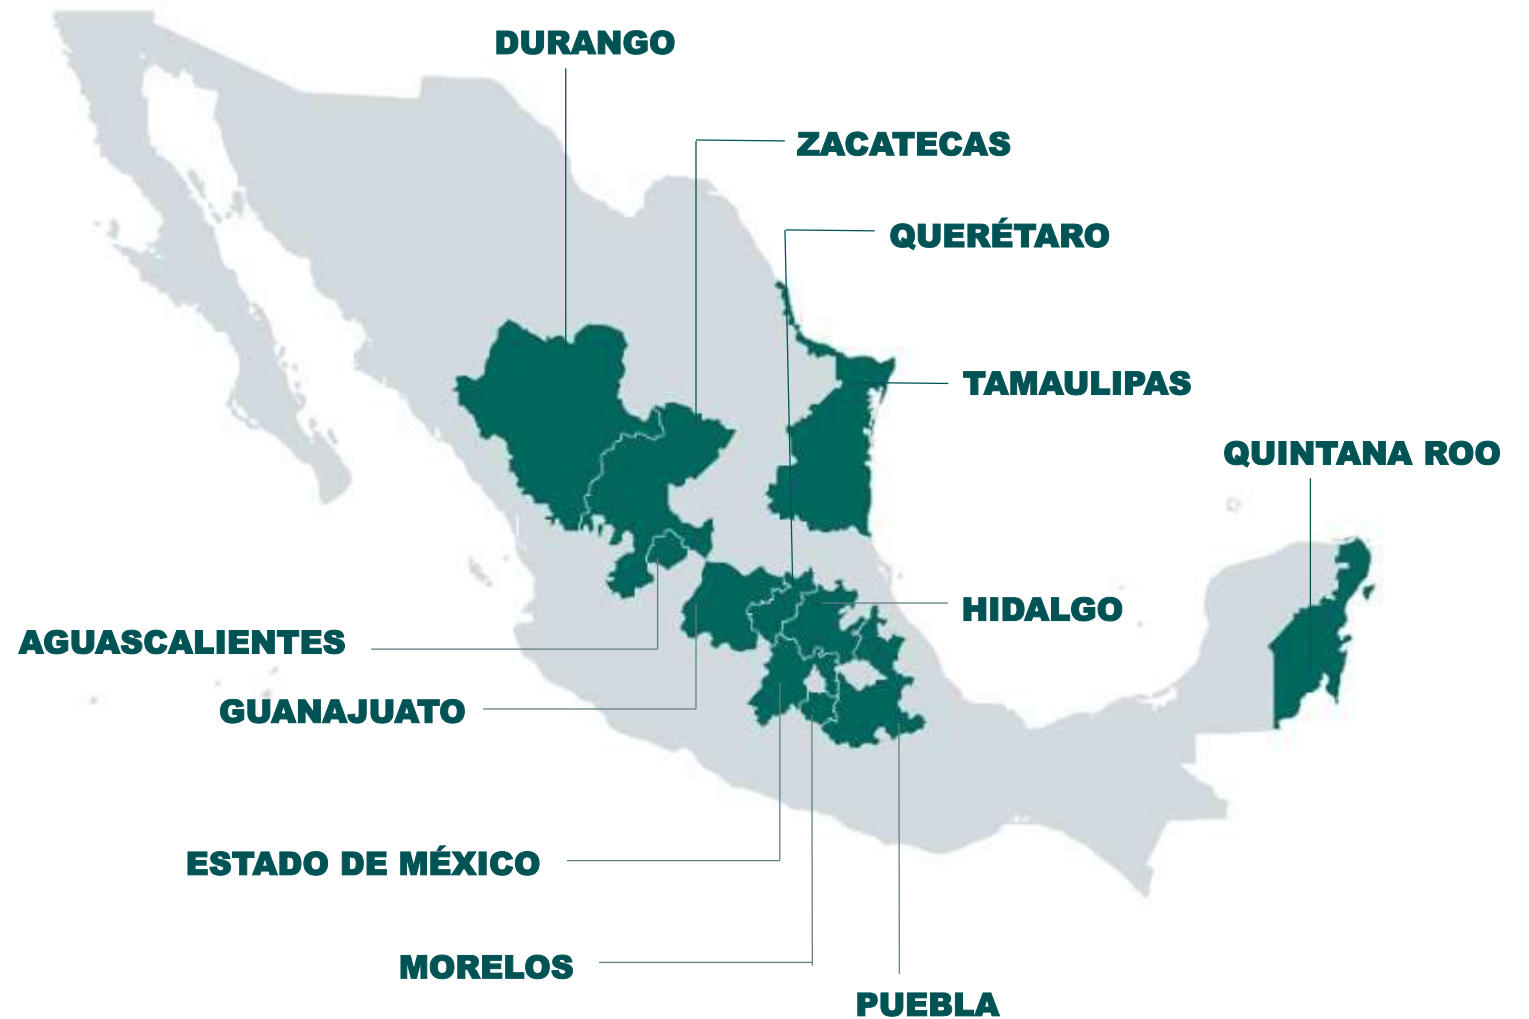 DURANGO
ZACATECAS
QUERÉTARO
TAMAULIPAS
QUINTANA ROO
HIDALGO
AGUASCALIENTES
GUANAJUATO
ESTADO DE MÉXICO
MORELOS
PUEBLA